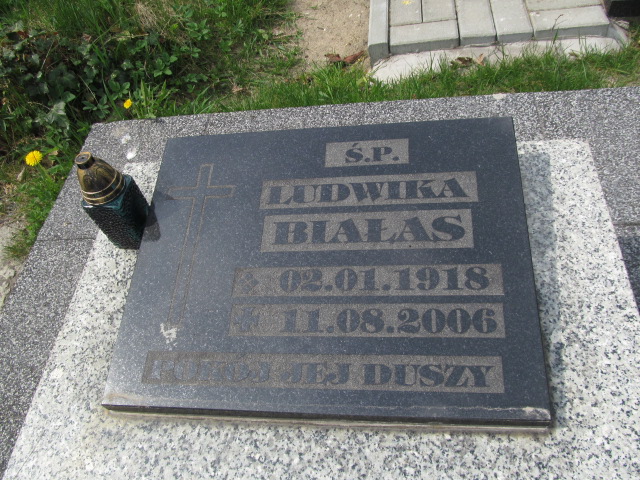 Ś.P.
LUDWIKA
BIAŁAS
02.01.1918
11.08.2006
POKÓJ JEJ DUSZY